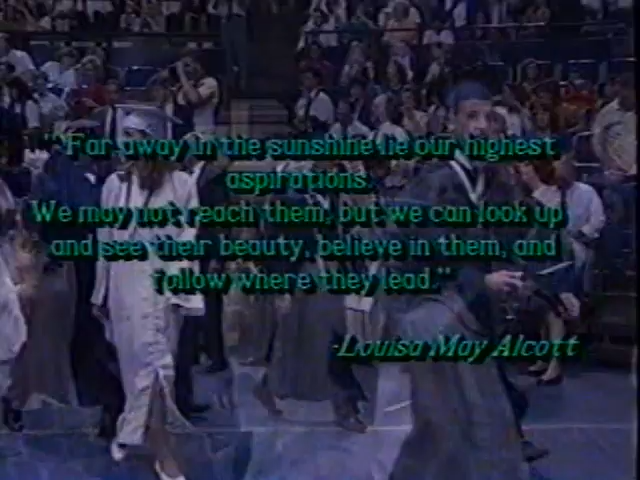 "Far away in the sunshine lie our highest
aspirations.
We may not reach them, but we can look up
and see their beauty, believe in them, and
follow where they lead."
-Louisa May Alcott